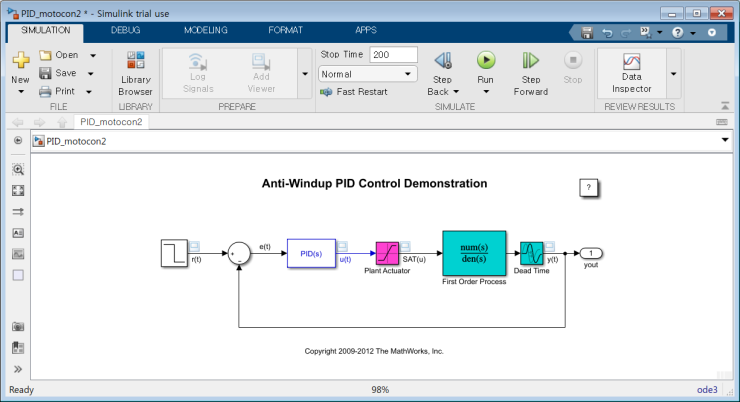 PID_motocon2 * - Simulink trial use
SIMULATION DEBUG MODELING FORMAT APPS
?
New
Open
Save
Print
FILE
Library
Browser
LIBRARY
Log
Signals
Add
Viewer
PREPARE
Stop Time 200
Normal
Fast Restart
Step
Back
Run
Step
Forward
Stop
SIMULATE
Data
Inspector
REVIEW RESULTS
PID_motocon2
PID_motocon2
Anti-Windup PID Control Demonstration
?
r(t)
+
−
e(t)
PID(s)
u(t)
Plant Actuator
SAT(u)
num(s)
den(s)
First Order Process
Dead Time
y(t)
1
yout
Copyright 2009-2012 The MathWorks, Inc.
Ready 98% ode3